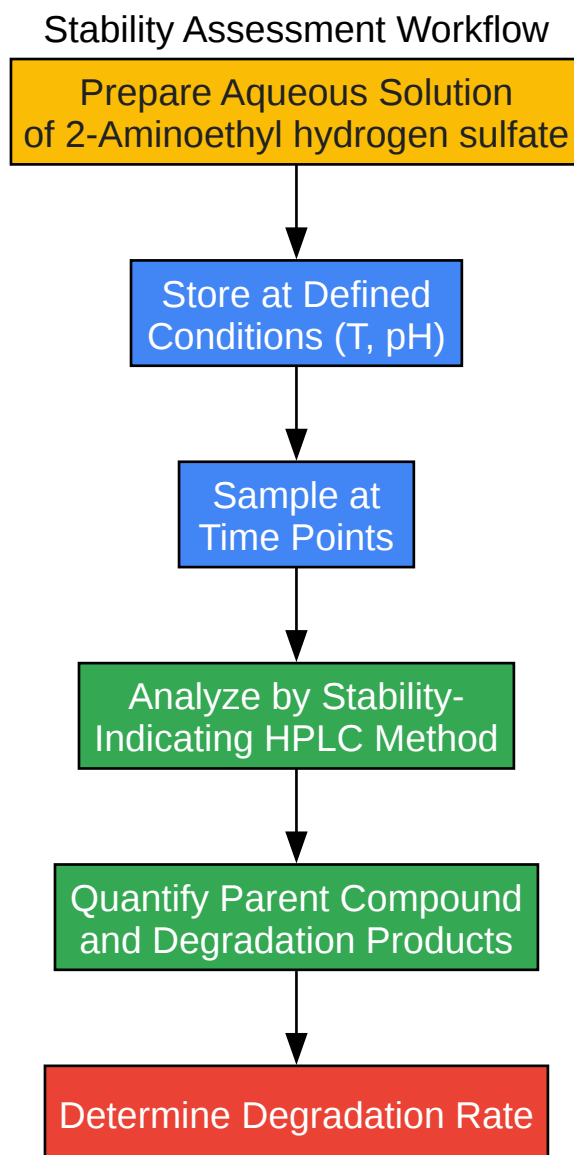 Stability Assessment Workflow
Prepare Aqueous Solution
of 2-Aminoethyl hydrogen sulfate
Store at Defined
Conditions (T, pH)
Sample at
Time Points
Analyze by Stability-
Indicating HPLC Method
Quantify Parent Compound
and Degradation Products
Determine Degradation Rate